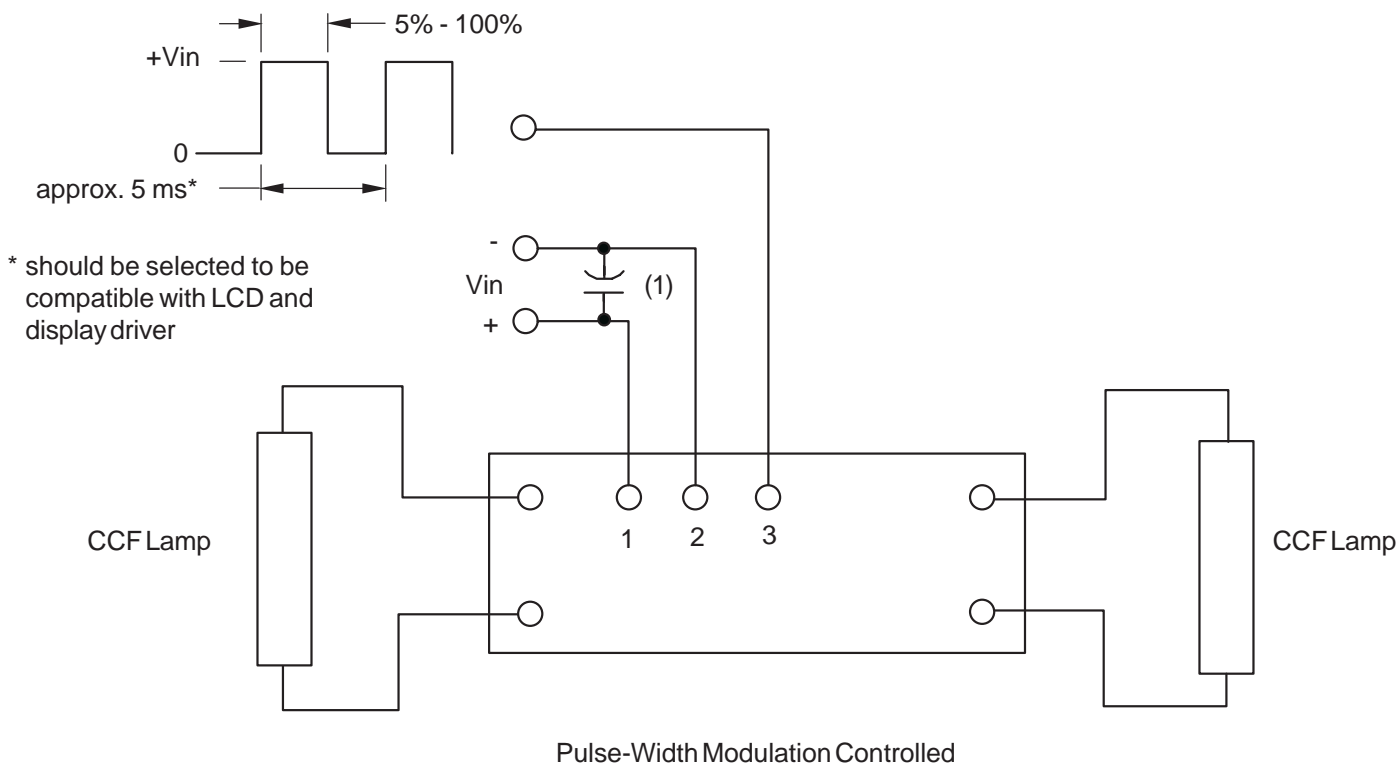 5% - 100%
+Vin
0
approx. 5 ms*
* should be selected to be
compatible with LCD and
display driver
-
Vin
(1)
+
CCF Lamp
1 2 3
CCF Lamp
Pulse-Width Modulation Controlled